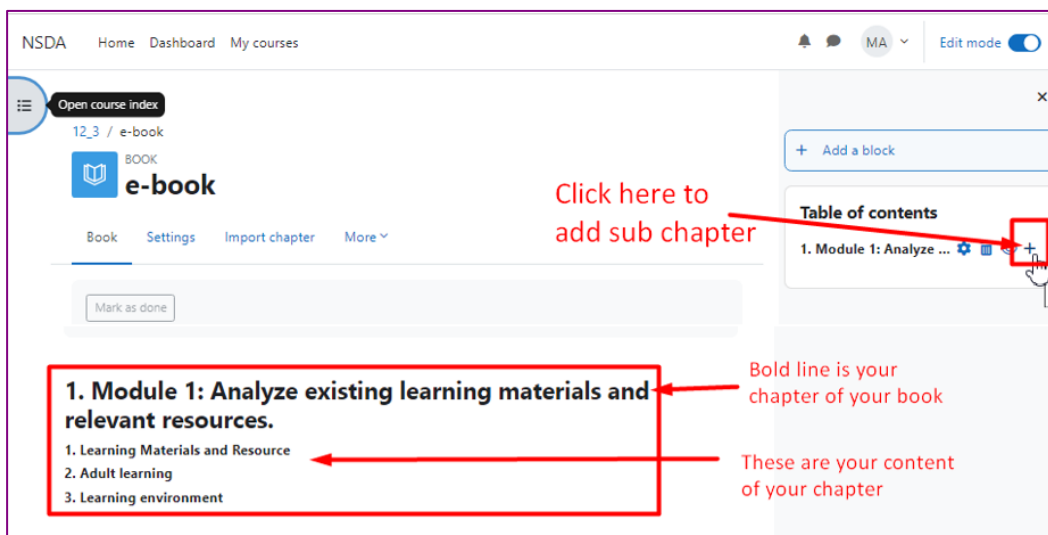 NSDA Home Dashboard My courses MA Edit mode
Open course index
12_3 / e-book
BOOK
e-book
Book Settings Import chapter More
Mark as done
+ Add a block
Click here to
add sub chapter
Table of contents
1. Module 1: Analyze ...
1. Module 1: Analyze existing learning materials and
relevant resources.
1. Learning Materials and Resource
2. Adult learning
3. Learning environment
Bold line is your
chapter of your book
These are your content
of your chapter